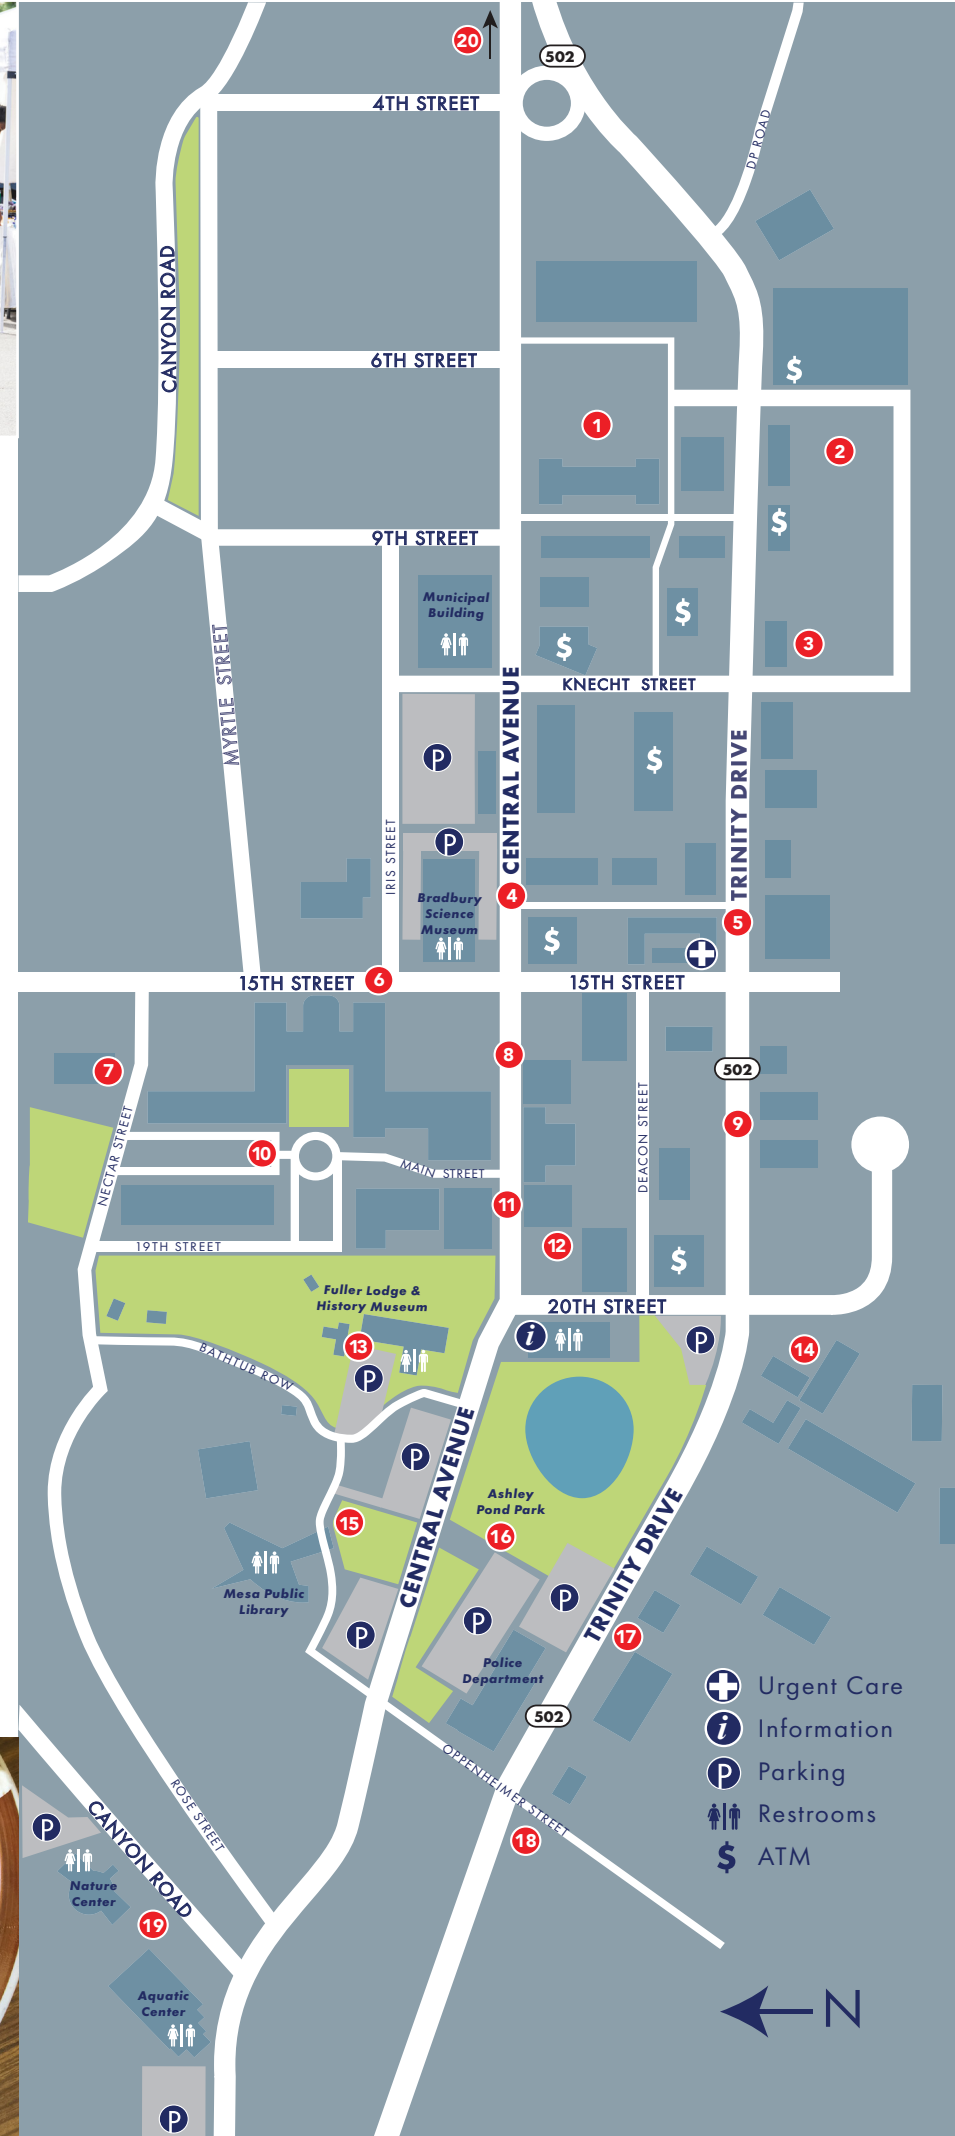 20
502
4TH STREET
DP ROAD
CANYON ROAD
6TH STREET
$
1
2
9TH STREET
$
Municipal
Building
$
$
3
MYRTLE STREET
KNECHT STREET
CENTRAL AVENUE
TRINITY DRIVE
P
$
IRIS STREET
P
Bradbury
Science
Museum
4
5
$
15TH STREET
6
15TH STREET
7
8
502
NECTAR STREET
DEACON STREET
9
10
MAIN STREET
11
12
19TH STREET
$
Fuller Lodge &
History Museum
20TH STREET
i
P
13
14
BATHTUB ROW
P
P
CENTRAL AVENUE
Ashley
Pond Park
15
16
TRINITY DRIVE
Mesa Public
Library
P
P
P
17
Police
Department
502
Urgent Care
i Information
P Parking
Restrooms
$ ATM
OPPENHEIMER STREET
18
ROSE STREET
CANYON ROAD
P
Nature
Center
19
Aquatic
Center
N
P